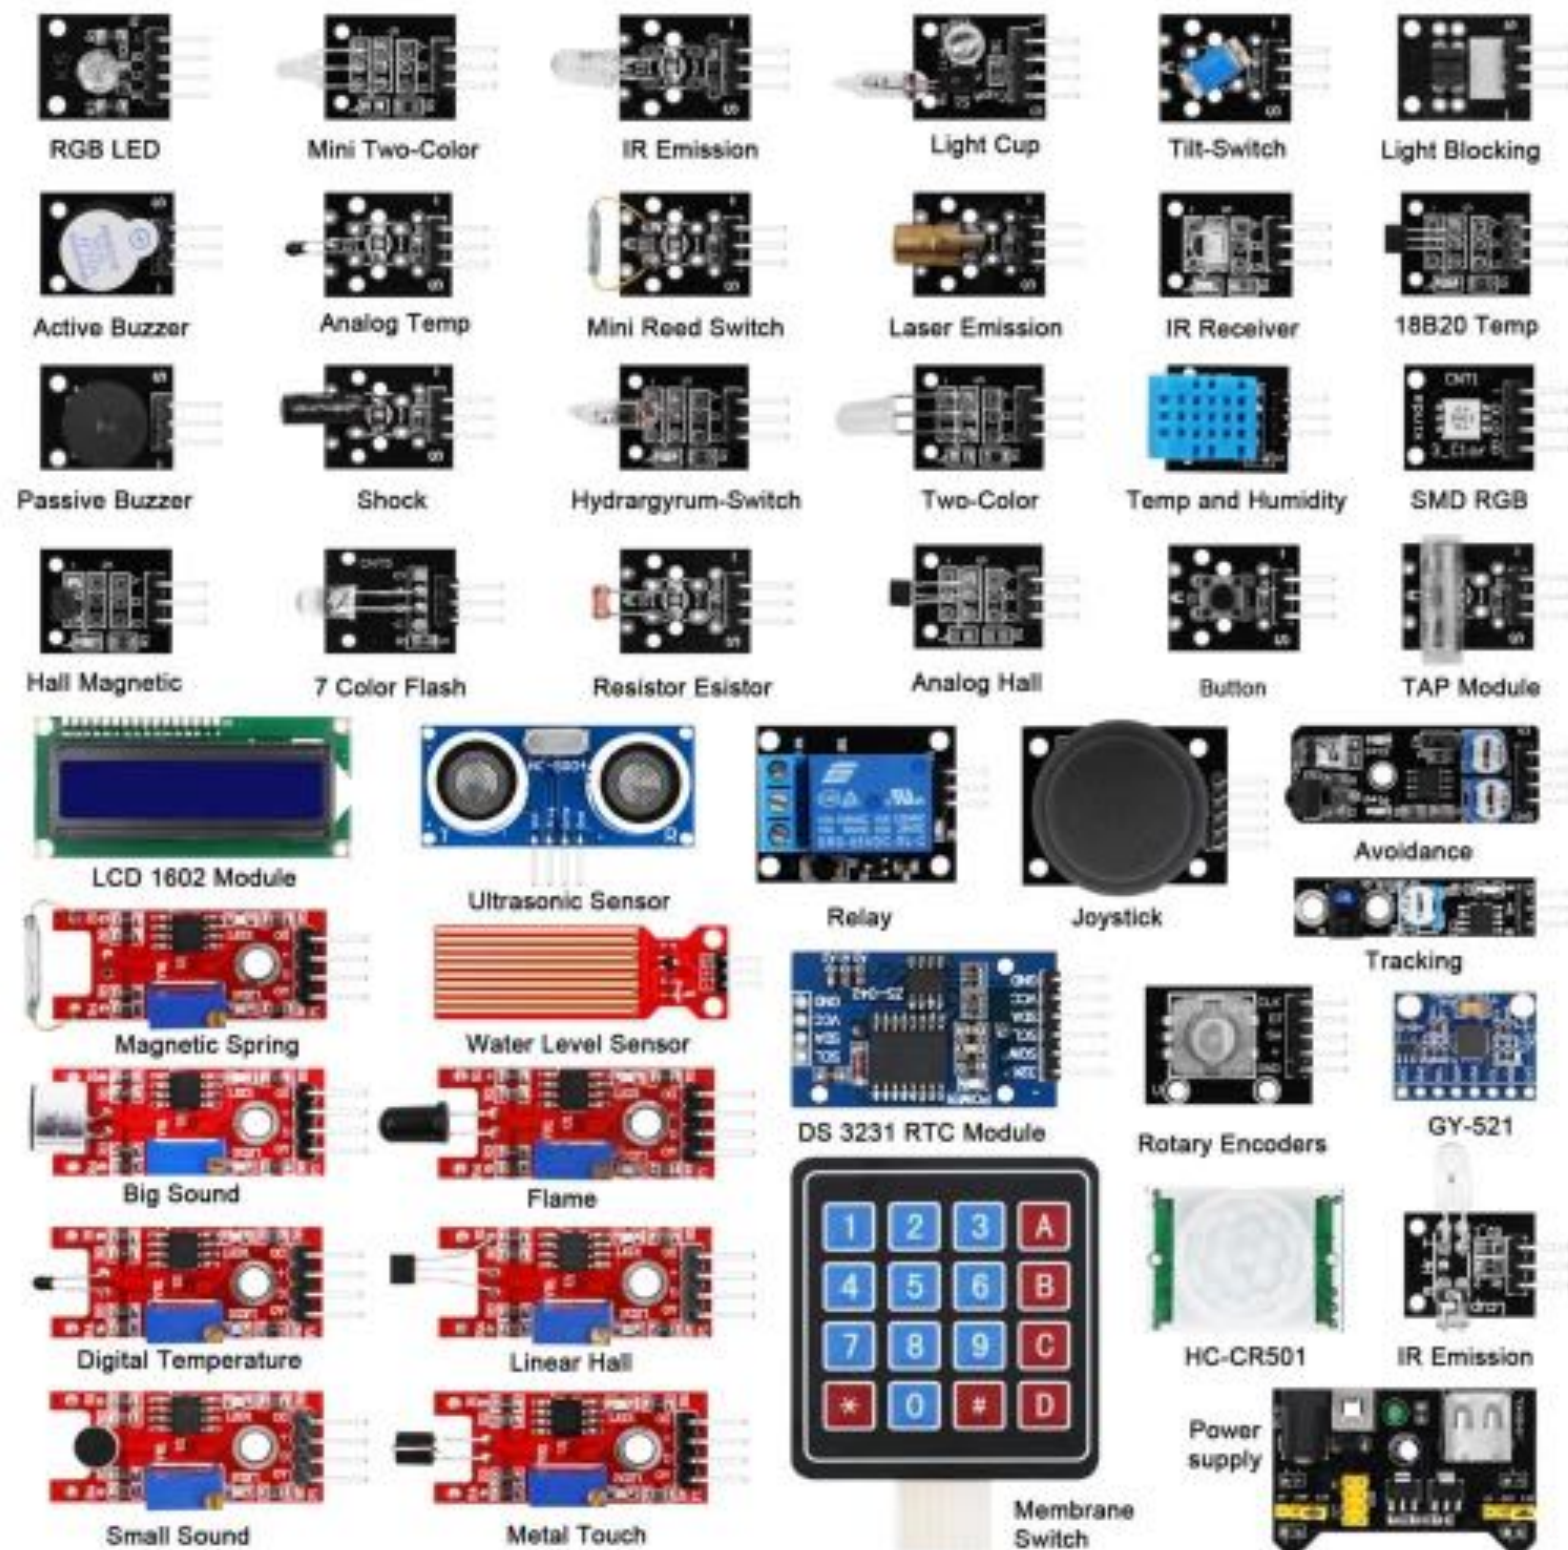 RGB LED
Mini Two-Color
IR Emission
Light Cup
Tilt-Switch
Light Blocking
Active Buzzer
Analog Temp
Mini Reed Switch
Laser Emission
IR Receiver
18B20 Temp
Passive Buzzer
Shock
Hydrargyrum-Switch
Two-Color
Temp and Humidity
SMD RGB
Hall Magnetic
7 Color Flash
Resistor Esistor
Analog Hall
Button
TAP Module
LCD 1602 Module
Ultrasonic Sensor
Relay
Joystick
Avoidance
Tracking
Magnetic Spring
Water Level Sensor
DS 3231 RTC Module
Rotary Encoders
GY-521
Big Sound
Flame
1 2 3 A
4 5 6 B
7 8 9 C
* 0 # D
HC-CR501
IR Emission
Digital Temperature
Linear Hall
Power
supply
Small Sound
Metal Touch
Membrane
Switch